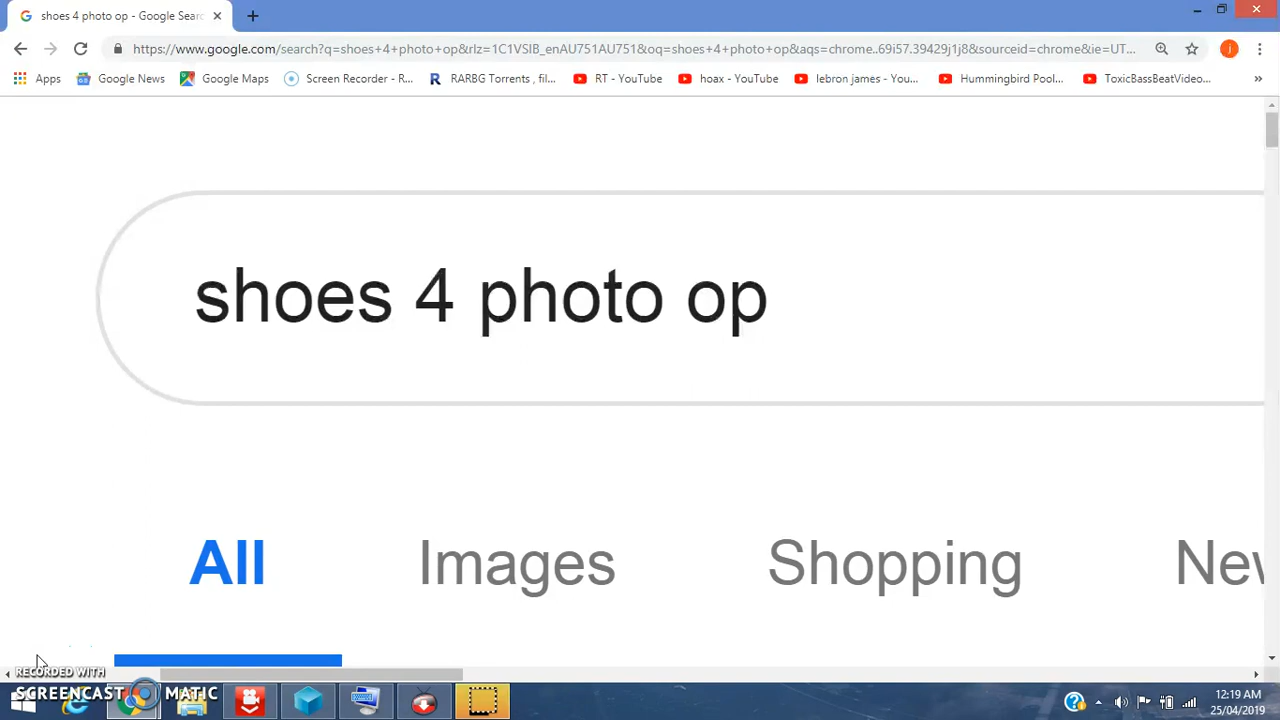 shoes 4 photo op - Google Sear
https://www.google.com/search?q=shoes+4+photo+op&rlz=1C1VSIB_enAU751AU751&oq=shoes+4+photo+op&aqs=chrome..69i57.39429j1j8&sourceid=chrome&ie=UT...
Apps Google News Google Maps Screen Recorder - R... RARBG Torrents , fil... RT - YouTube hoax - YouTube lebron james - You... Hummingbird Pool... ToxicBassBeatVideo...
shoes 4 photo op
All Images Shopping New
RECORDED WITH
SCREENCAST MATIC
12:19 AM
25/04/2019